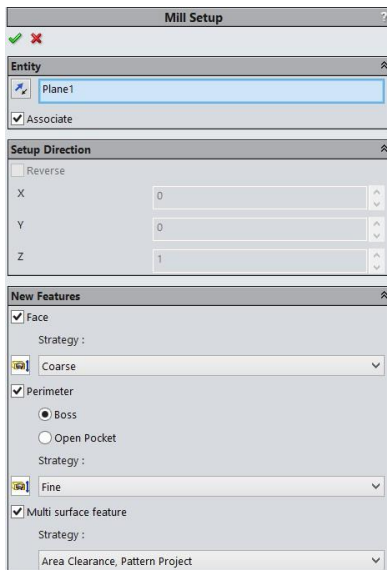 Mill Setup
?
Entity
Plane1
Associate
Setup Direction
Reverse
X 0
Y 0
Z 1
New Features
Face
Strategy :
Coarse
Perimeter
Boss
Open Pocket
Strategy :
Fine
Multi surface feature
Strategy :
Area Clearance, Pattern Project